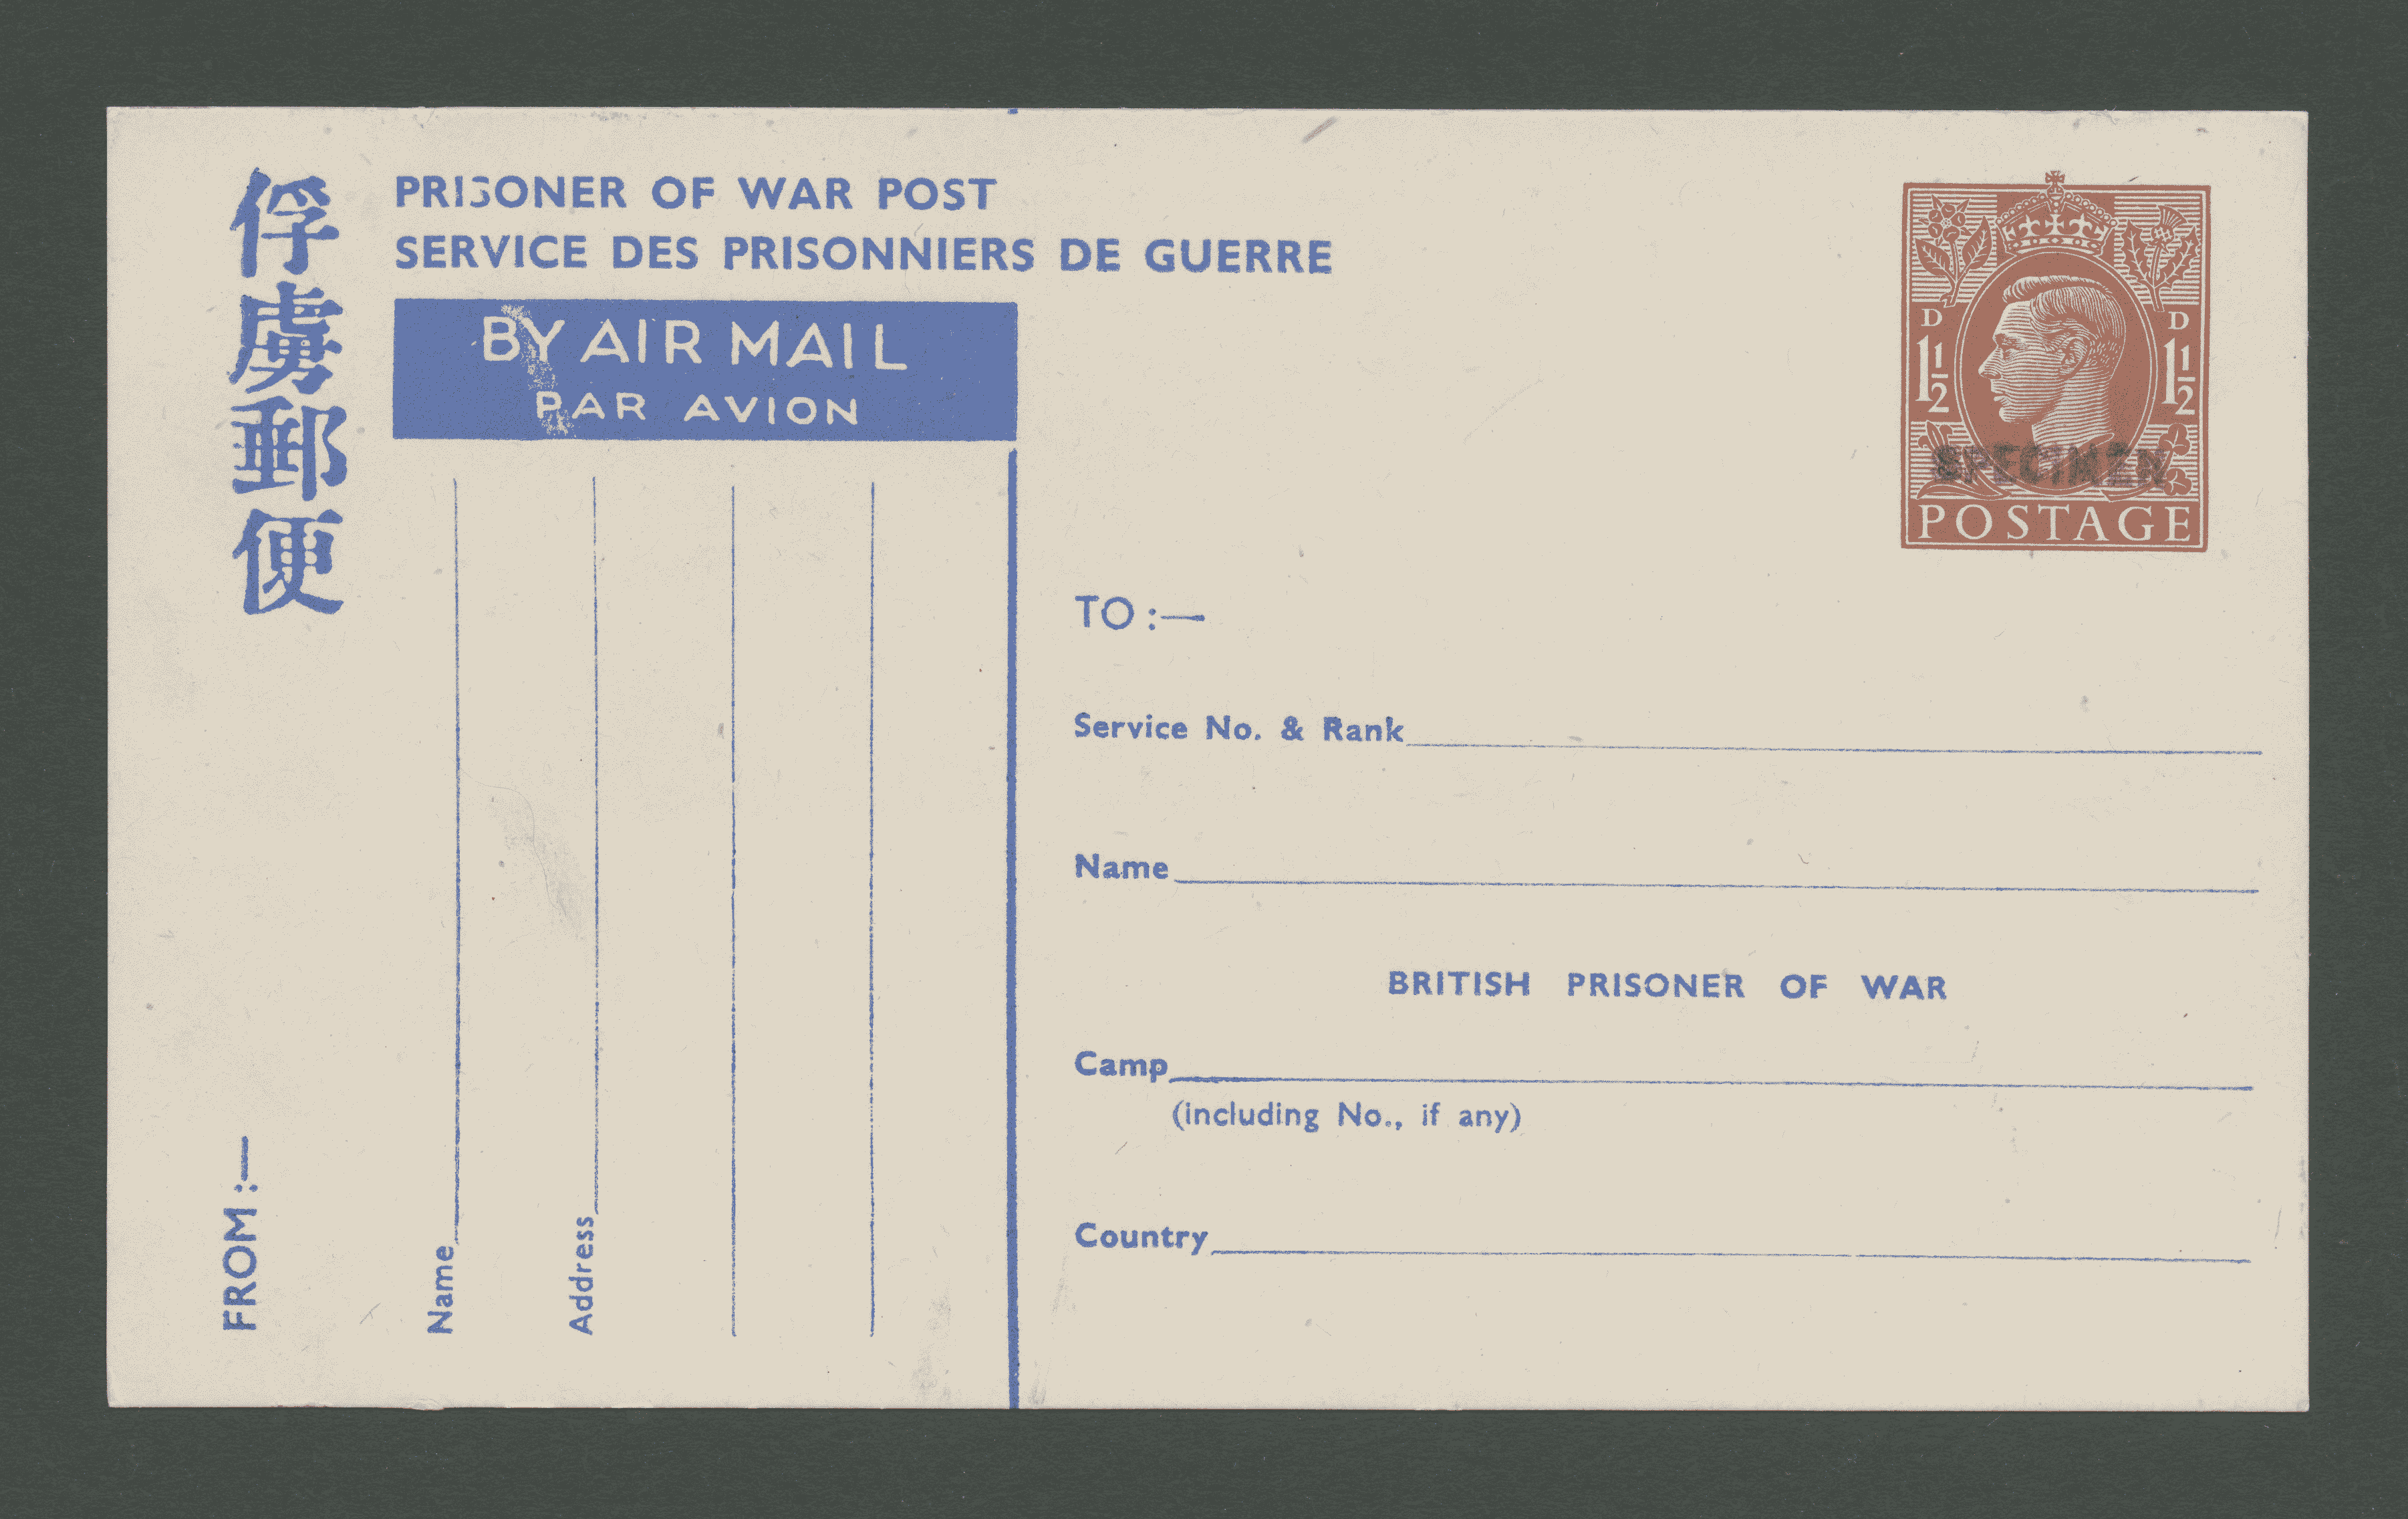 俘虜郵便
PRISONER OF WAR POST
SERVICE DES PRISONNIERS DE GUERRE
BY AIR MAIL
PAR AVION
FROM :—
Name
Address
D D
1½ 1½
SPECIMEN
POSTAGE
TO :—
Service No. & Rank
Name
BRITISH PRISONER OF WAR
Camp
(including No., if any)
Country